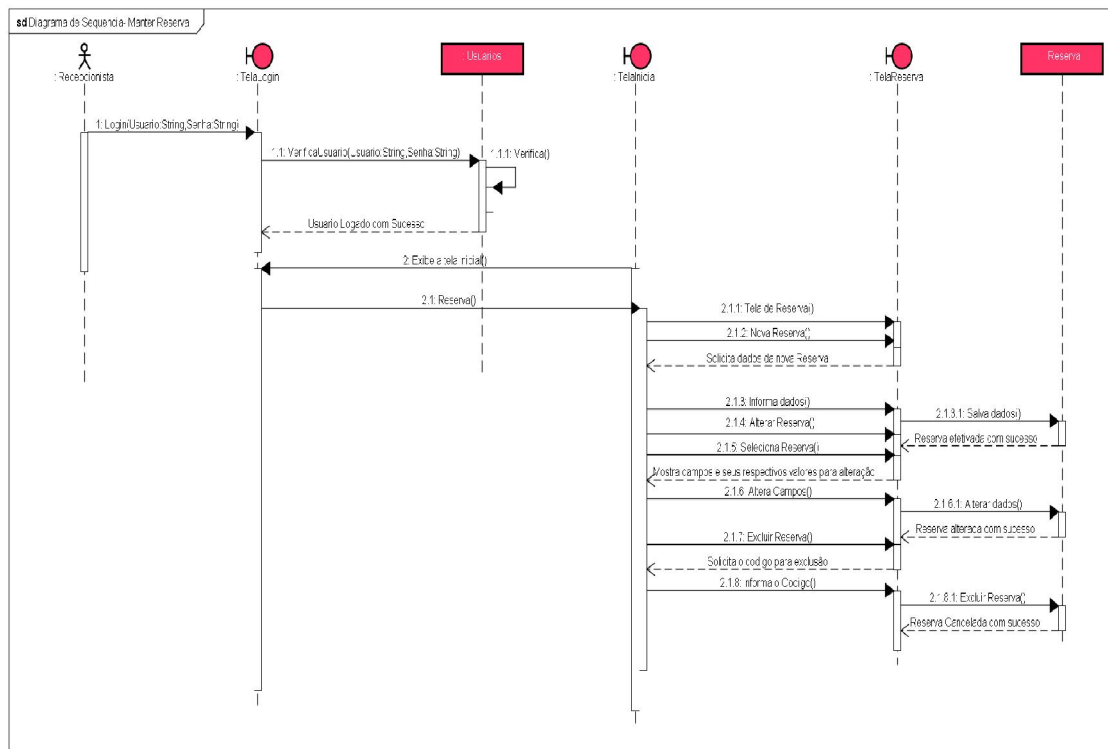 sd Diagrama de Sequencia- Manter Reserva
: Recepcionista
: TelaLogin
Usuarios
: TelaInicia
: TelaReserva
Reserva
1: Login(Usuario:String,Senha:String)
1.1: VerificaUsuario(Usuario:String,Senha:String)
1.1.1: Verifica()
Usuario Logado com Sucesso
2: Exibe a tela inicial()
2.1: Reserva()
2.1.1: Tela de Reserva()
2.1.2: Nova Reserva()
Solicita dados da nova Reserva
2.1.3: Informa dados()
2.1.3.1: Salva dados()
2.1.4: Alterar Reserva()
Reserva efetivada com sucesso
2.1.5: Seleciona Reserva()
Mostra campos e seus respectivos valores para alteração
2.1.6: Altera Campos()
2.1.6.1: Alterar dados()
Reserva alterada com sucesso
2.1.7: Excluir Reserva()
Solicita o codigo para exclusão
2.1.8: Informa o Codigo()
2.1.8.1: Excluir Reserva()
Reserva Cancelada com sucesso